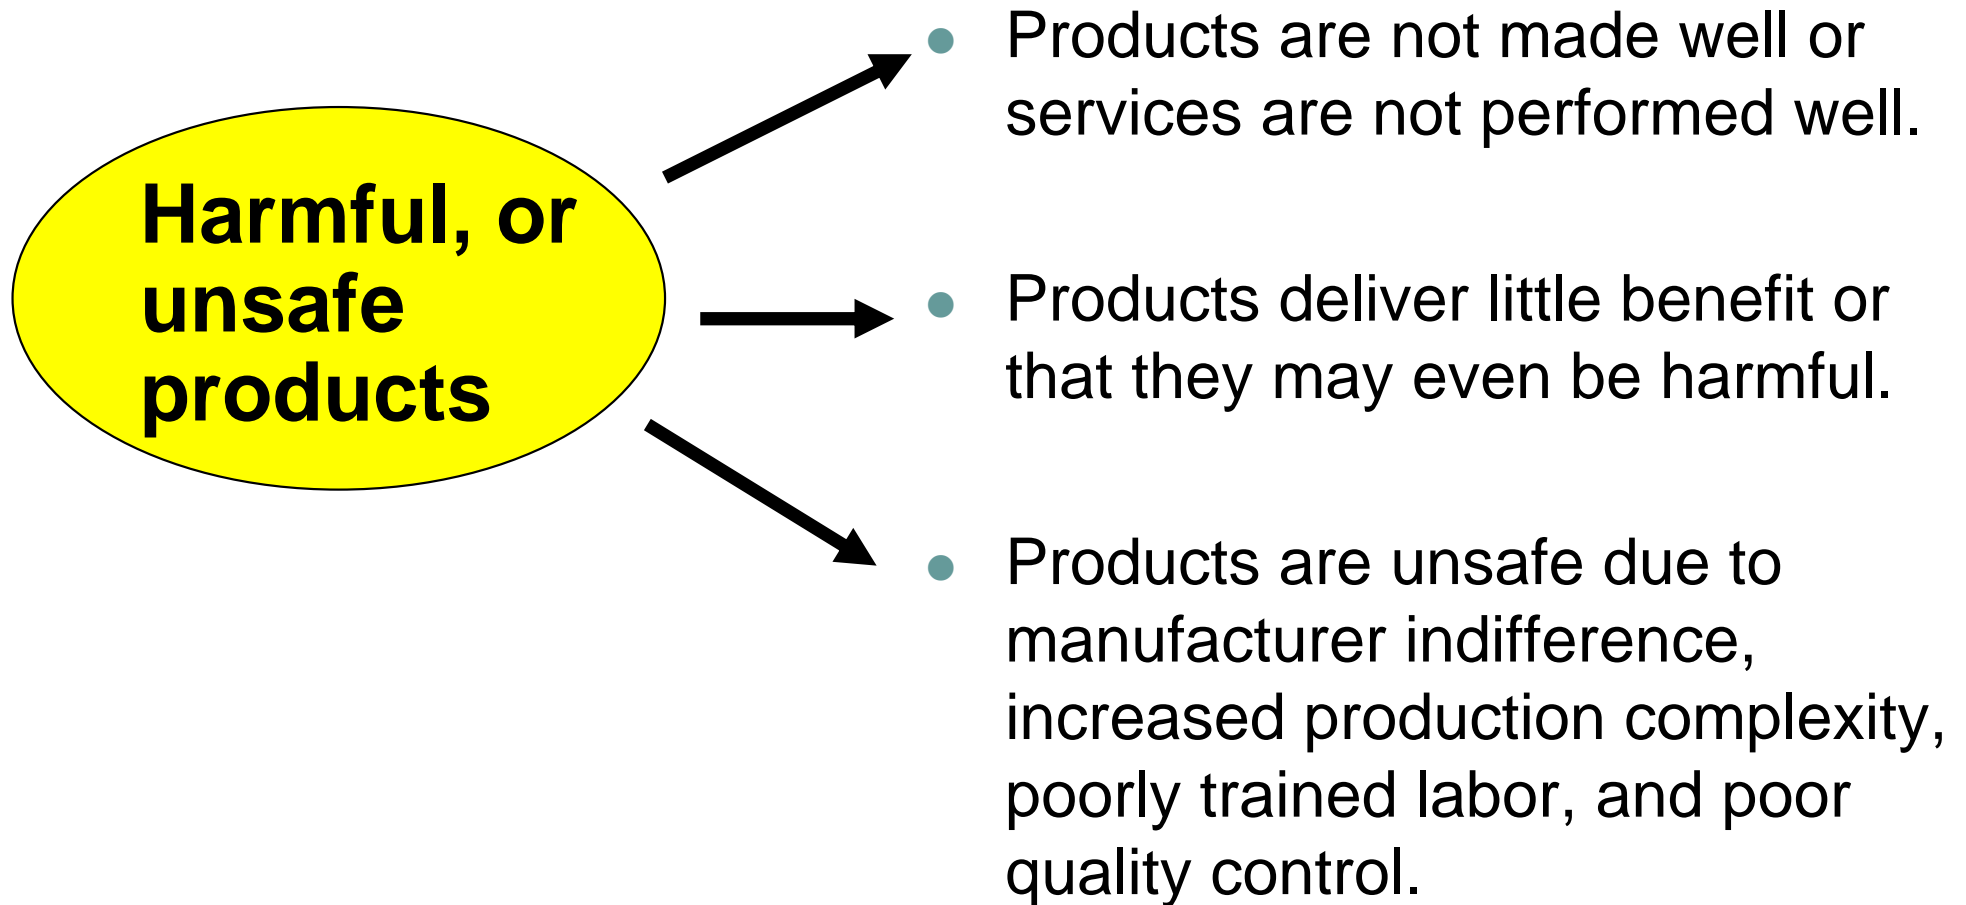 Harmful, or
unsafe
products
Products are not made well or
services are not performed well.
Products deliver little benefit or
that they may even be harmful.
Products are unsafe due to
manufacturer indifference,
increased production complexity,
poorly trained labor, and poor
quality control.